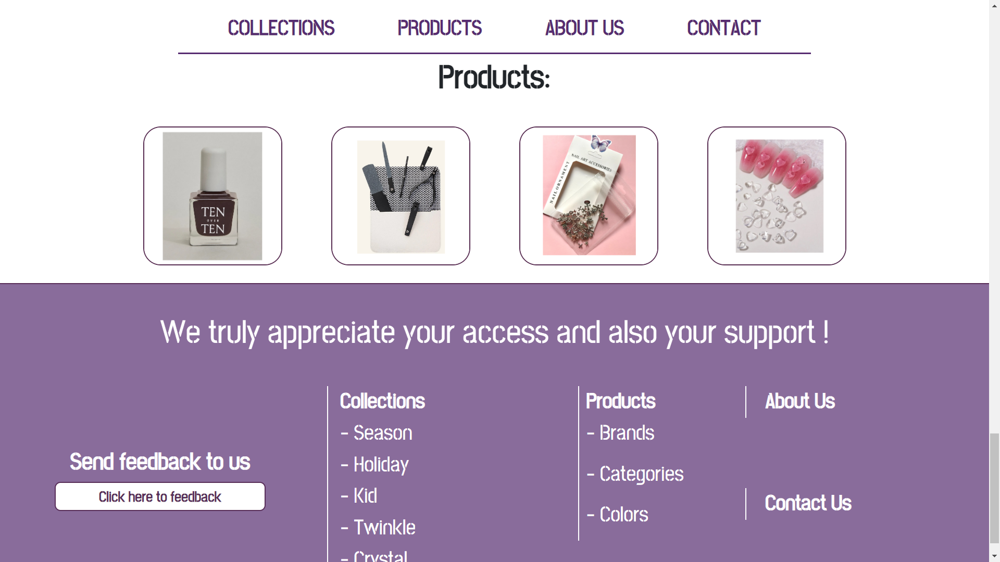 COLLECTIONS PRODUCTS ABOUT US CONTACT
Products:
TEN
OVER
TEN
NAIL ART ACCESSORIES
NAIL ORNAMENT
We truly appreciate your access and also your support !
Send feedback to us
Click here to feedback
Collections
- Season
- Holiday
- Kid
- Twinkle
- Crystal
Products
- Brands
- Categories
- Colors
About Us
Contact Us